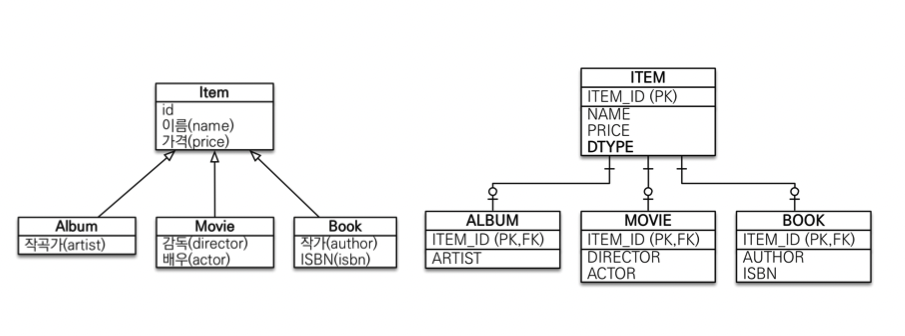 Item
id
이름(name)
가격(price)
Album
작곡가(artist)
Movie
감독(director)
배우(actor)
Book
작가(author)
ISBN(isbn)
ITEM
ITEM_ID (PK)
NAME
PRICE
DTYPE
ALBUM
ITEM_ID (PK,FK)
ARTIST
MOVIE
ITEM_ID (PK,FK)
DIRECTOR
ACTOR
BOOK
ITEM_ID (PK,FK)
AUTHOR
ISBN